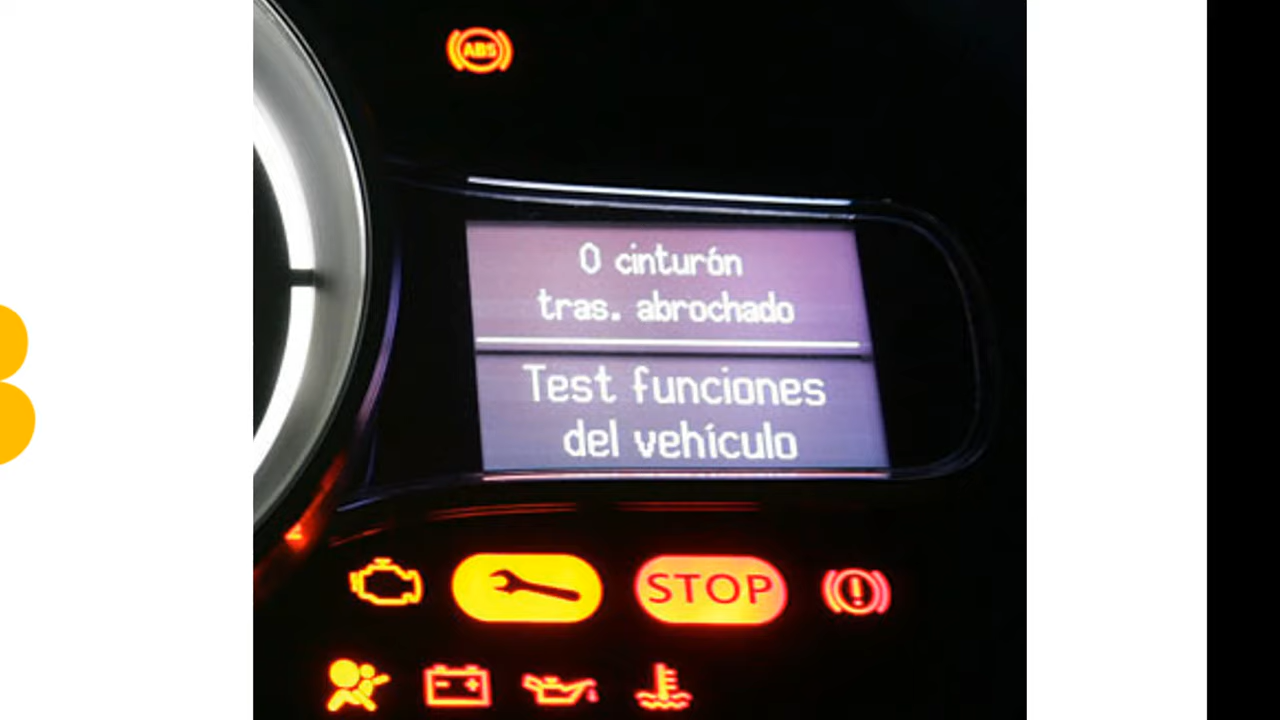 ABS
0 cinturón
tras. abrochado
Test funciones
del vehículo
STOP